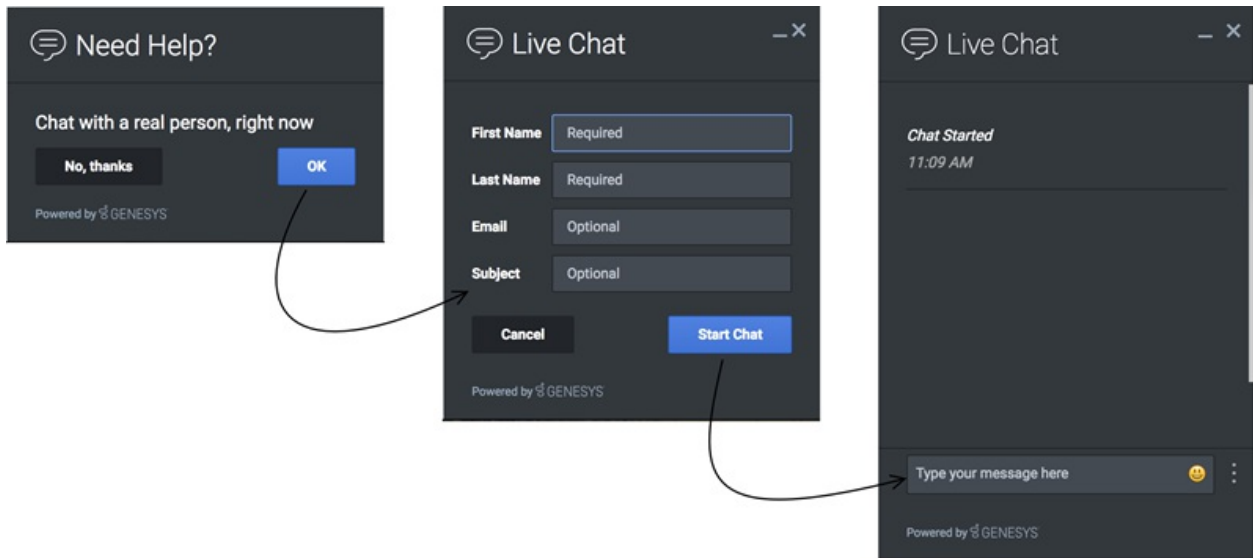 Need Help?
Chat with a real person, right now
No, thanks
OK
Powered by GENESYS
Live Chat
First Name Required
Last Name Required
Email Optional
Subject Optional
Cancel
Start Chat
Powered by GENESYS
Live Chat
Chat Started
11:09 AM
Type your message here
Powered by GENESYS